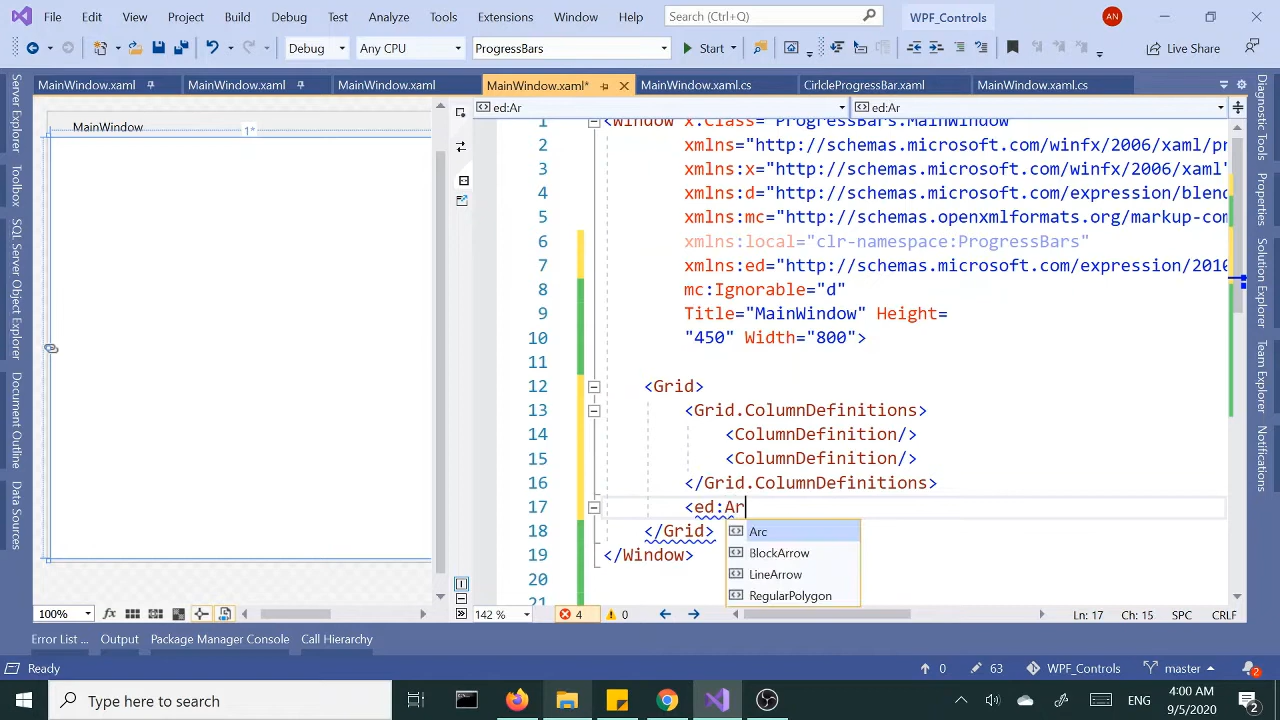 File Edit View Git Project Build Debug Test Analyze Tools Extensions Window Help Search (Ctrl+Q) WPF_Controls AN
Debug Any CPU ProgressBars Start Live Share
MainWindow.xaml MainWindow.xaml MainWindow.xaml MainWindow.xaml* MainWindow.xaml.cs CirlcleProgressBar.xaml MainWindow.xaml.cs
ed:Ar ed:Ar
MainWindow
1*
1 <Window x:Class="ProgressBars.MainWindow"
2 xmlns="http://schemas.microsoft.com/winfx/2006/xaml/pr
3 xmlns:x="http://schemas.microsoft.com/winfx/2006/xaml"
4 xmlns:d="http://schemas.microsoft.com/expression/blend
5 xmlns:mc="http://schemas.openxmlformats.org/markup-com
6 xmlns:local="clr-namespace:ProgressBars"
7 xmlns:ed="http://schemas.microsoft.com/expression/2010
8 mc:Ignorable="d"
9 Title="MainWindow" Height=
10 "450" Width="800">
11
12 <Grid>
13 <Grid.ColumnDefinitions>
14 <ColumnDefinition/>
15 <ColumnDefinition/>
16 </Grid.ColumnDefinitions>
17 <ed:Ar
18 </Grid>
19 </Window>
20
21
Arc
BlockArrow
LineArrow
RegularPolygon
Server Explorer
Toolbox
SQL Server Object Explorer
Document Outline
Data Sources
Diagnostic Tools
Properties
Solution Explorer
Team Explorer
Notifications
100% fx 142 % 4 0 Ln: 17 Ch: 15 SPC CRLF
Error List ... Output Package Manager Console Call Hierarchy
Ready 0 63 WPF_Controls master 2
Type here to search ENG 9/5/2020 2